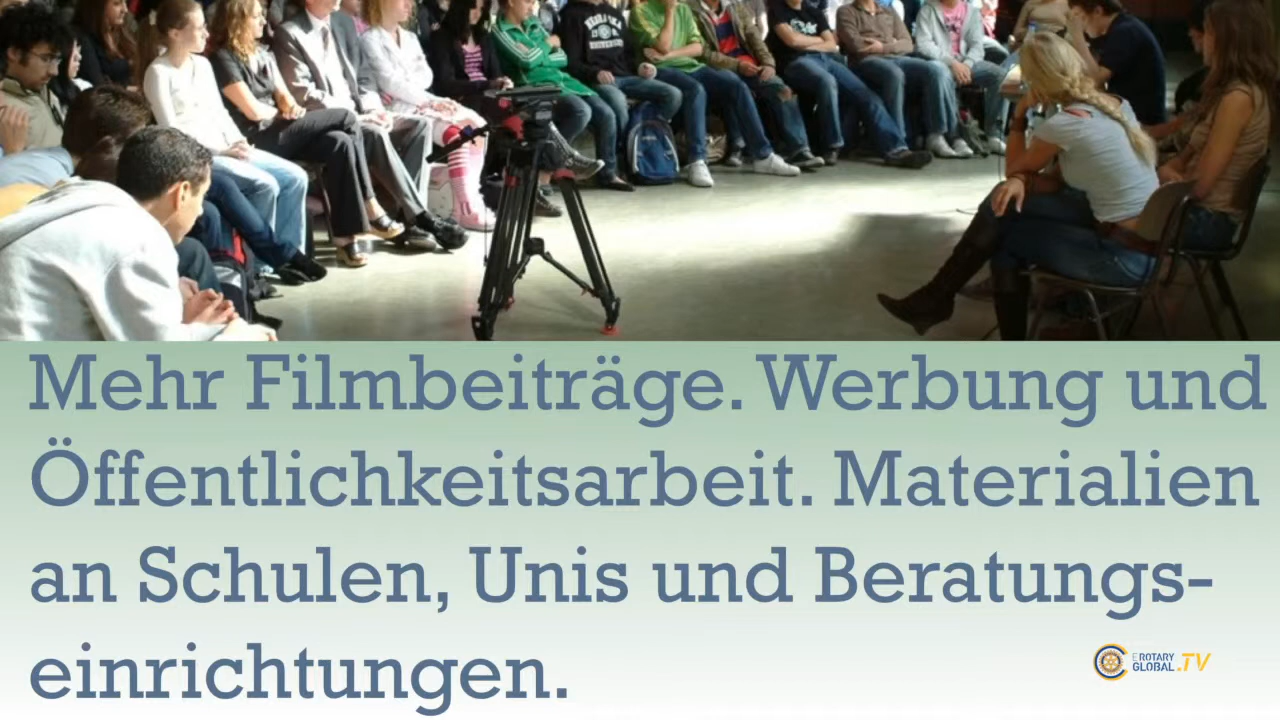 Mehr Filmbeiträge. Werbung und
Öffentlichkeitsarbeit. Materialien
an Schulen, Unis und Beratungs-
einrichtungen.
E ROTARY
GLOBAL .TV